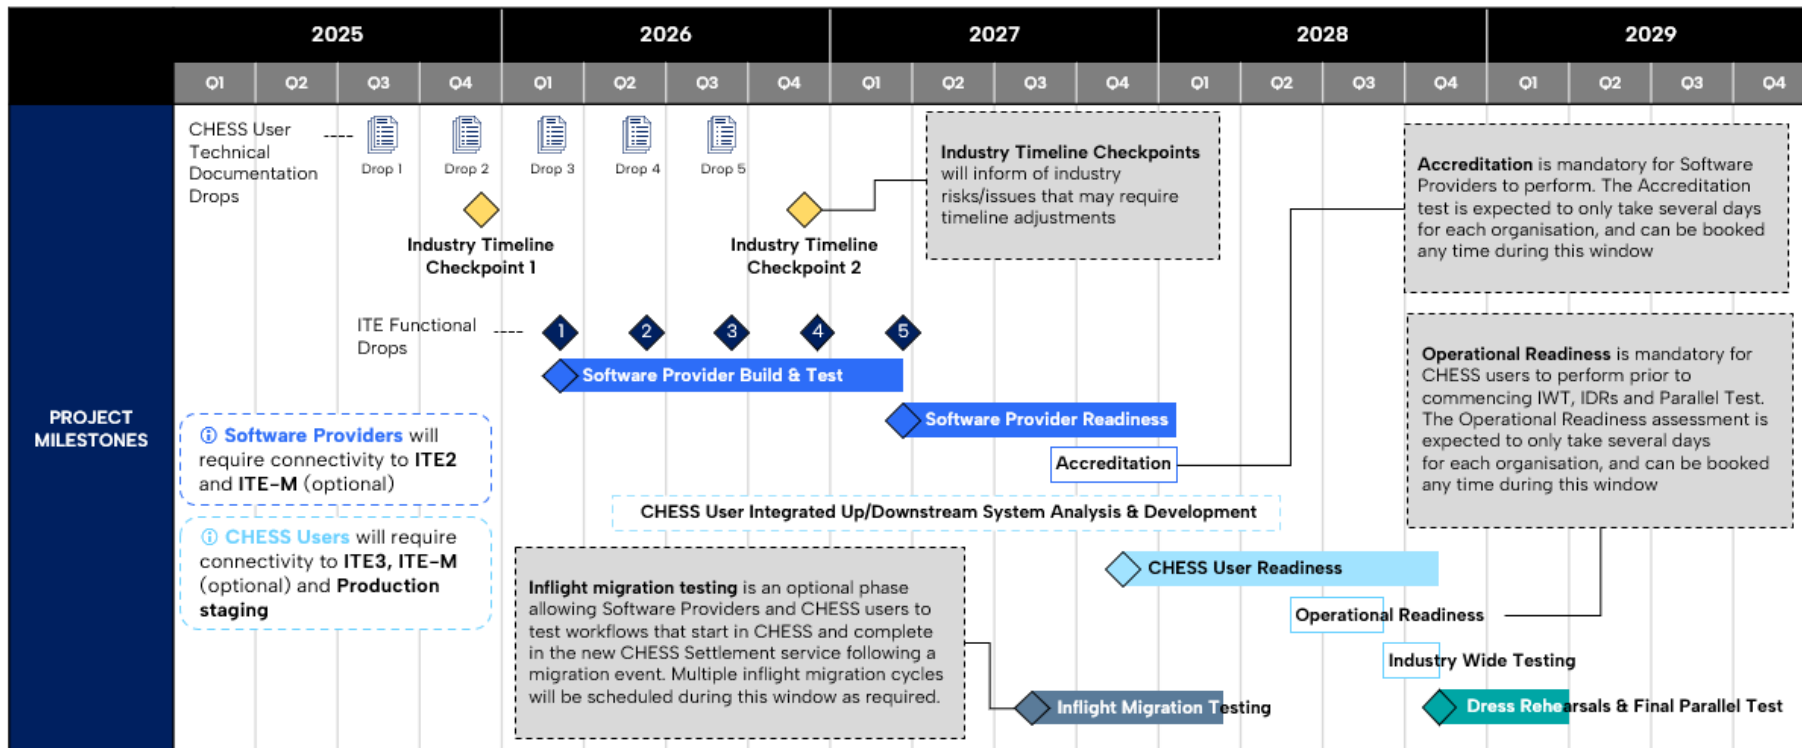 2025 2026 2027 2028 2029
Q1 Q2 Q3 Q4 Q1 Q2 Q3 Q4 Q1 Q2 Q3 Q4 Q1 Q2 Q3 Q4 Q1 Q2 Q3 Q4
PROJECT
MILESTONES
CHESS User
Technical
Documentation
Drops
Drop 1 Drop 2 Drop 3 Drop 4 Drop 5
Industry Timeline
Checkpoint 1
Industry Timeline
Checkpoint 2
Industry Timeline Checkpoints
will inform of industry
risks/issues that may require
timeline adjustments
Accreditation is mandatory for Software
Providers to perform. The Accreditation
test is expected to only take several days
for each organisation, and can be booked
any time during this window
ITE Functional
Drops
1 2 3 4 5
Software Provider Build & Test
Software Provider Readiness
Accreditation
Operational Readiness is mandatory for
CHESS users to perform prior to
commencing IWT, IDRs and Parallel Test.
The Operational Readiness assessment is
expected to only take several days
for each organisation, and can be booked
any time during this window
ⓘ Software Providers will
require connectivity to ITE2
and ITE-M (optional)
ⓘ CHESS Users will require
connectivity to ITE3, ITE-M
(optional) and Production
staging
CHESS User Integrated Up/Downstream System Analysis & Development
CHESS User Readiness
Inflight migration testing is an optional phase
allowing Software Providers and CHESS users to
test workflows that start in CHESS and complete
in the new CHESS Settlement service following a
migration event. Multiple inflight migration cycles
will be scheduled during this window as required.
Operational Readiness
Industry Wide Testing
Inflight Migration Testing
Dress Rehearsals & Final Parallel Test